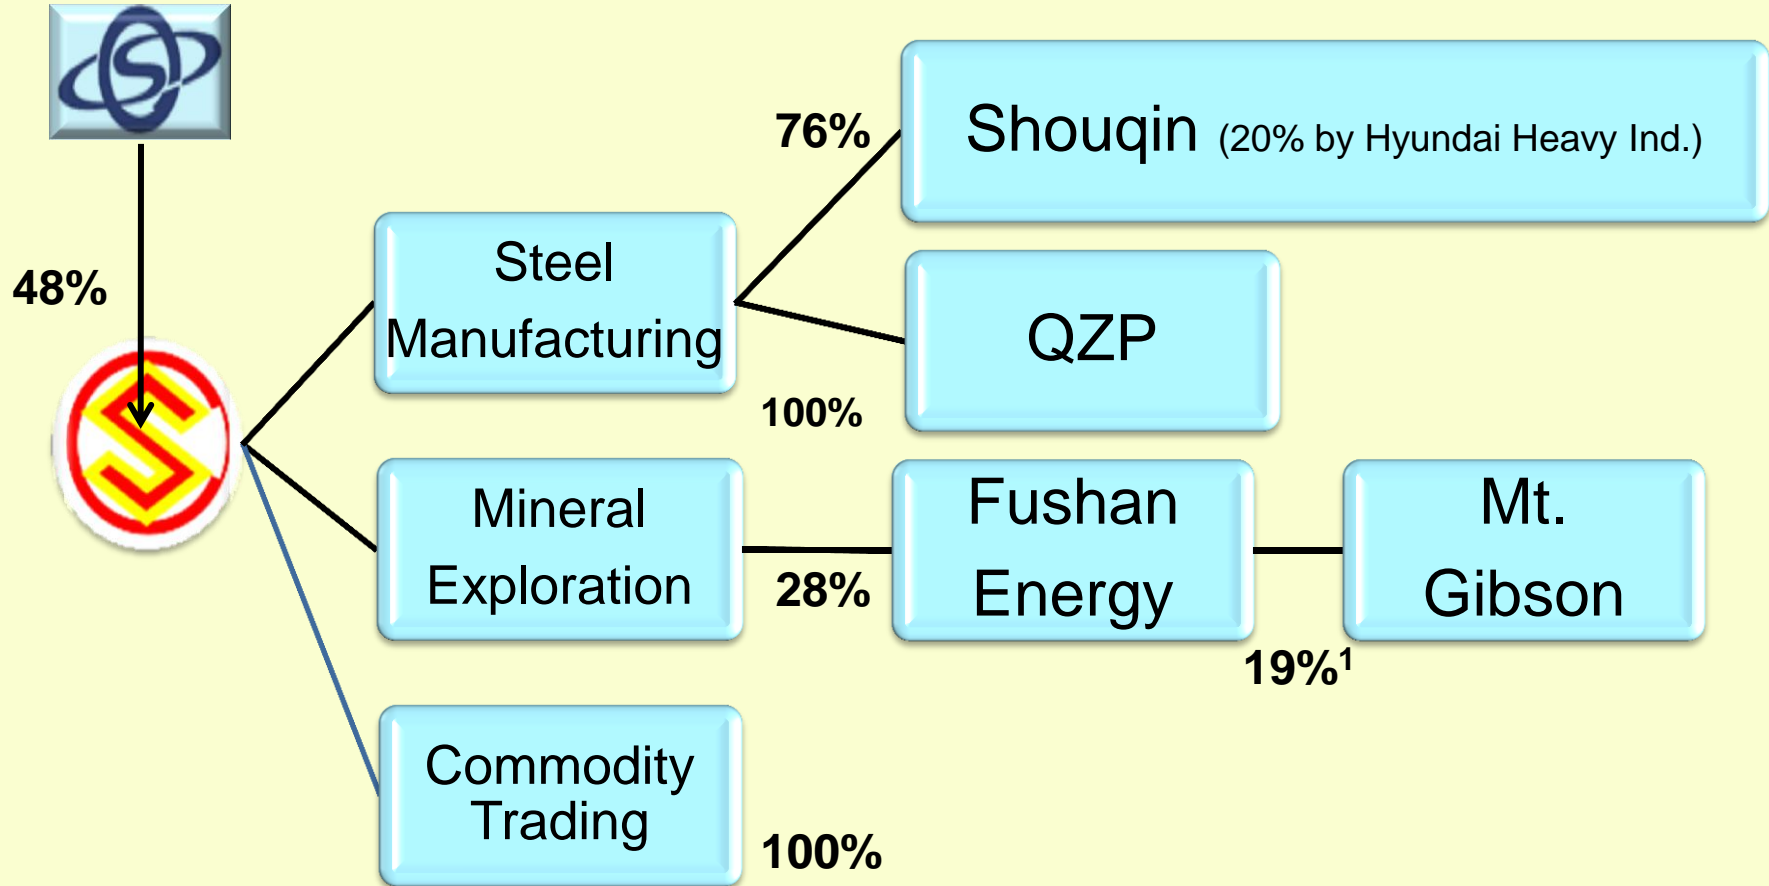 48%
Steel
Manufacturing
76%
Shouqin (20% by Hyundai Heavy Ind.)
100%
QZP
Mineral
Exploration
28%
Fushan
Energy
19%¹
Mt.
Gibson
Commodity
Trading
100%